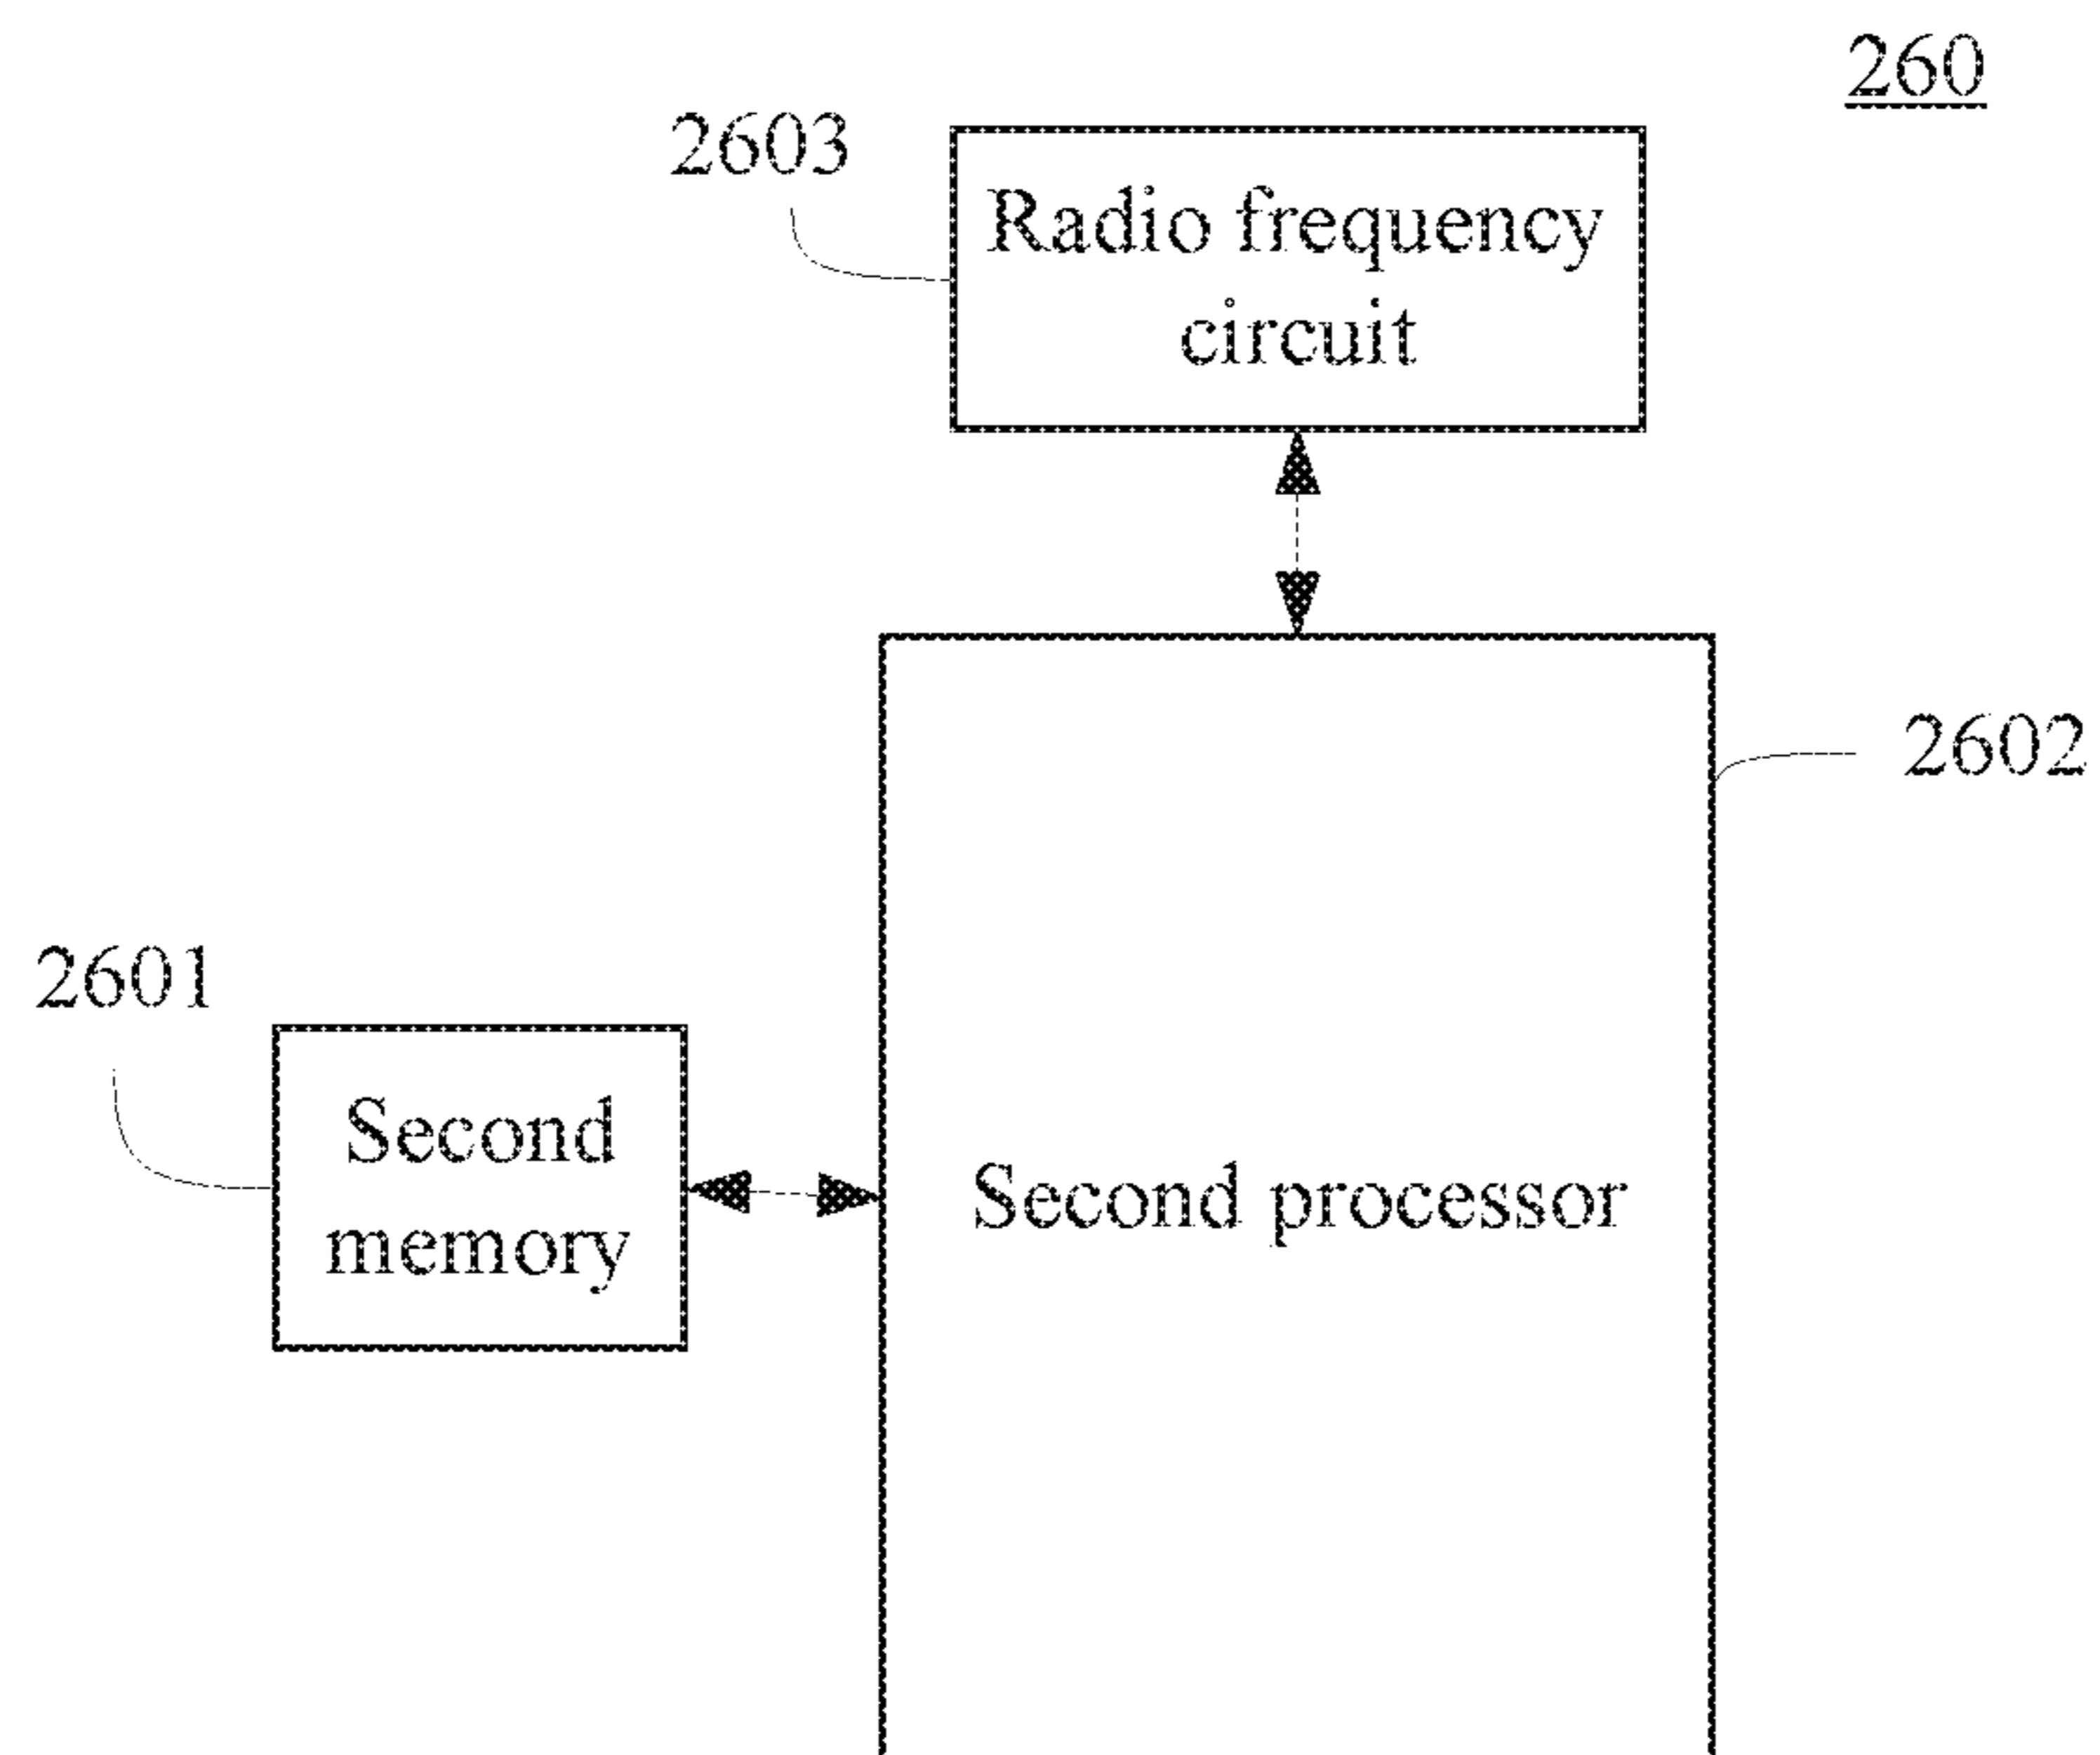 260
2603
Radio frequency
circuit
2602
2601
Second
memory
Second processor